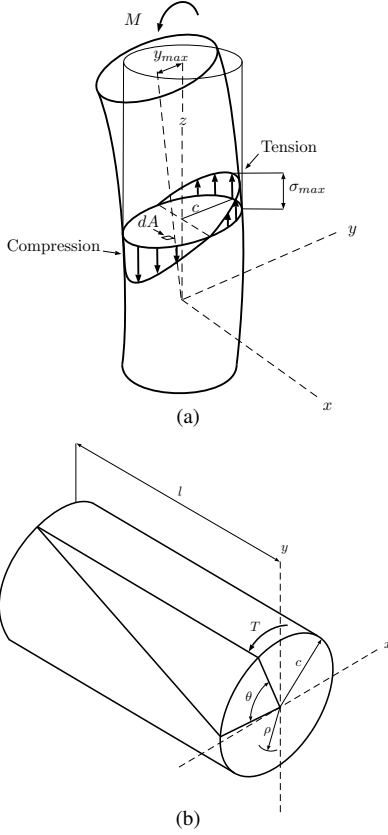 M
y_max
z
Tension
σ_max
c
dA
Compression
y
x
(a)
l
y
T
x
c
θ
ρ
(b)